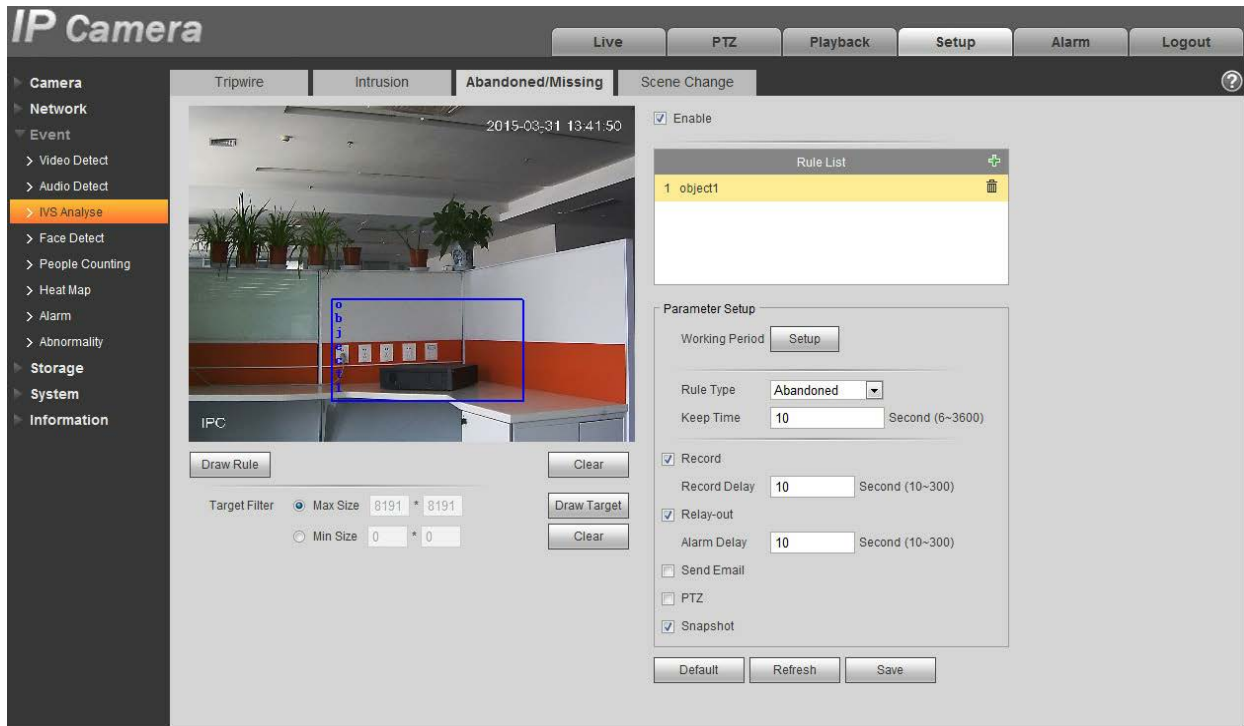 IP Camera
Live PTZ Playback Setup Alarm Logout
Camera
Network
Event
Video Detect
Audio Detect
IVS Analyse
Face Detect
People Counting
Heat Map
Alarm
Abnormality
Storage
System
Information
Tripwire Intrusion Abandoned/Missing Scene Change
?
2015-03-31 13:41:50
object1
IPC
Draw Rule Clear
Target Filter Max Size 8191 * 8191 Draw Target
Min Size 0 * 0 Clear
Enable
Rule List
1 object1
Parameter Setup
Working Period Setup
Rule Type Abandoned
Keep Time 10 Second (6~3600)
Record
Record Delay 10 Second (10~300)
Relay-out
Alarm Delay 10 Second (10~300)
Send Email
PTZ
Snapshot
Default Refresh Save